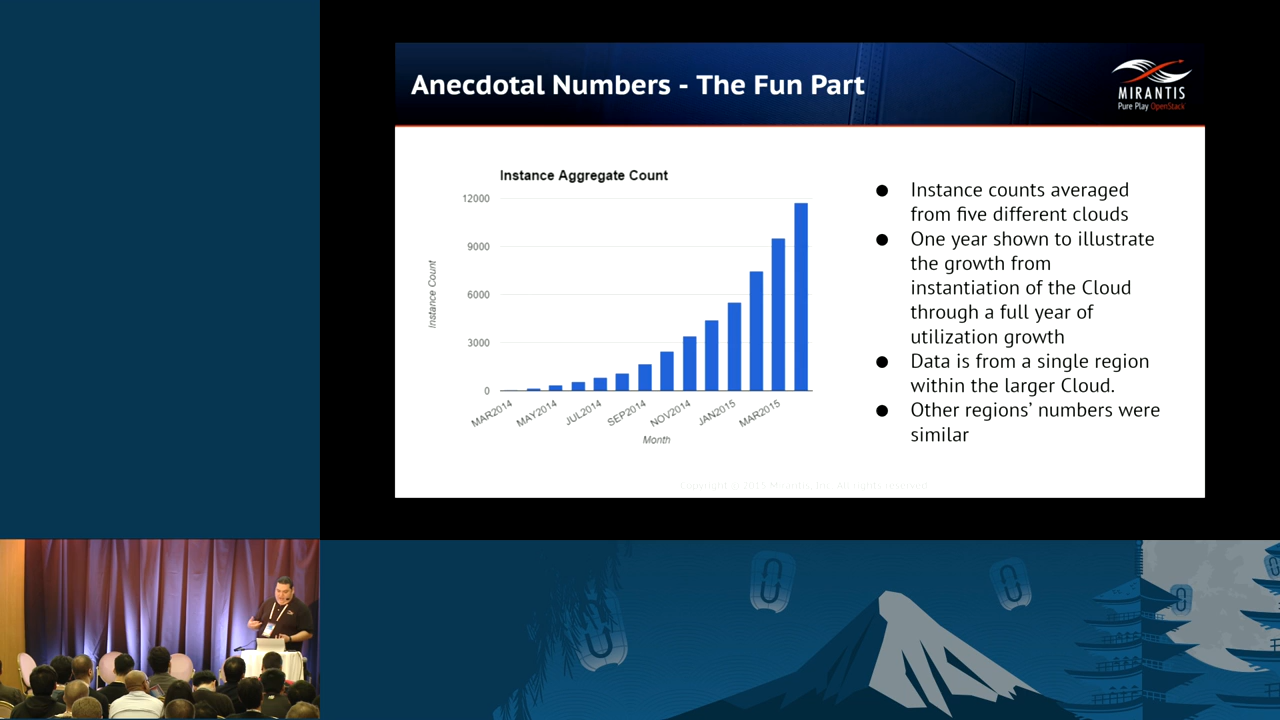 Anecdotal Numbers - The Fun Part
MIRANTIS
Pure Play OpenStack
Instance Aggregate Count
12000
9000
6000
3000
0
Instance Count
MAR2014
MAY2014
JUL2014
SEP2014
NOV2014
JAN2015
MAR2015
Month
● Instance counts averaged
from five different clouds
● One year shown to illustrate
the growth from
instantiation of the Cloud
through a full year of
utilization growth
● Data is from a single region
within the larger Cloud.
● Other regions’ numbers were
similar
Copyright © 2015 Mirantis, Inc. All rights reserved